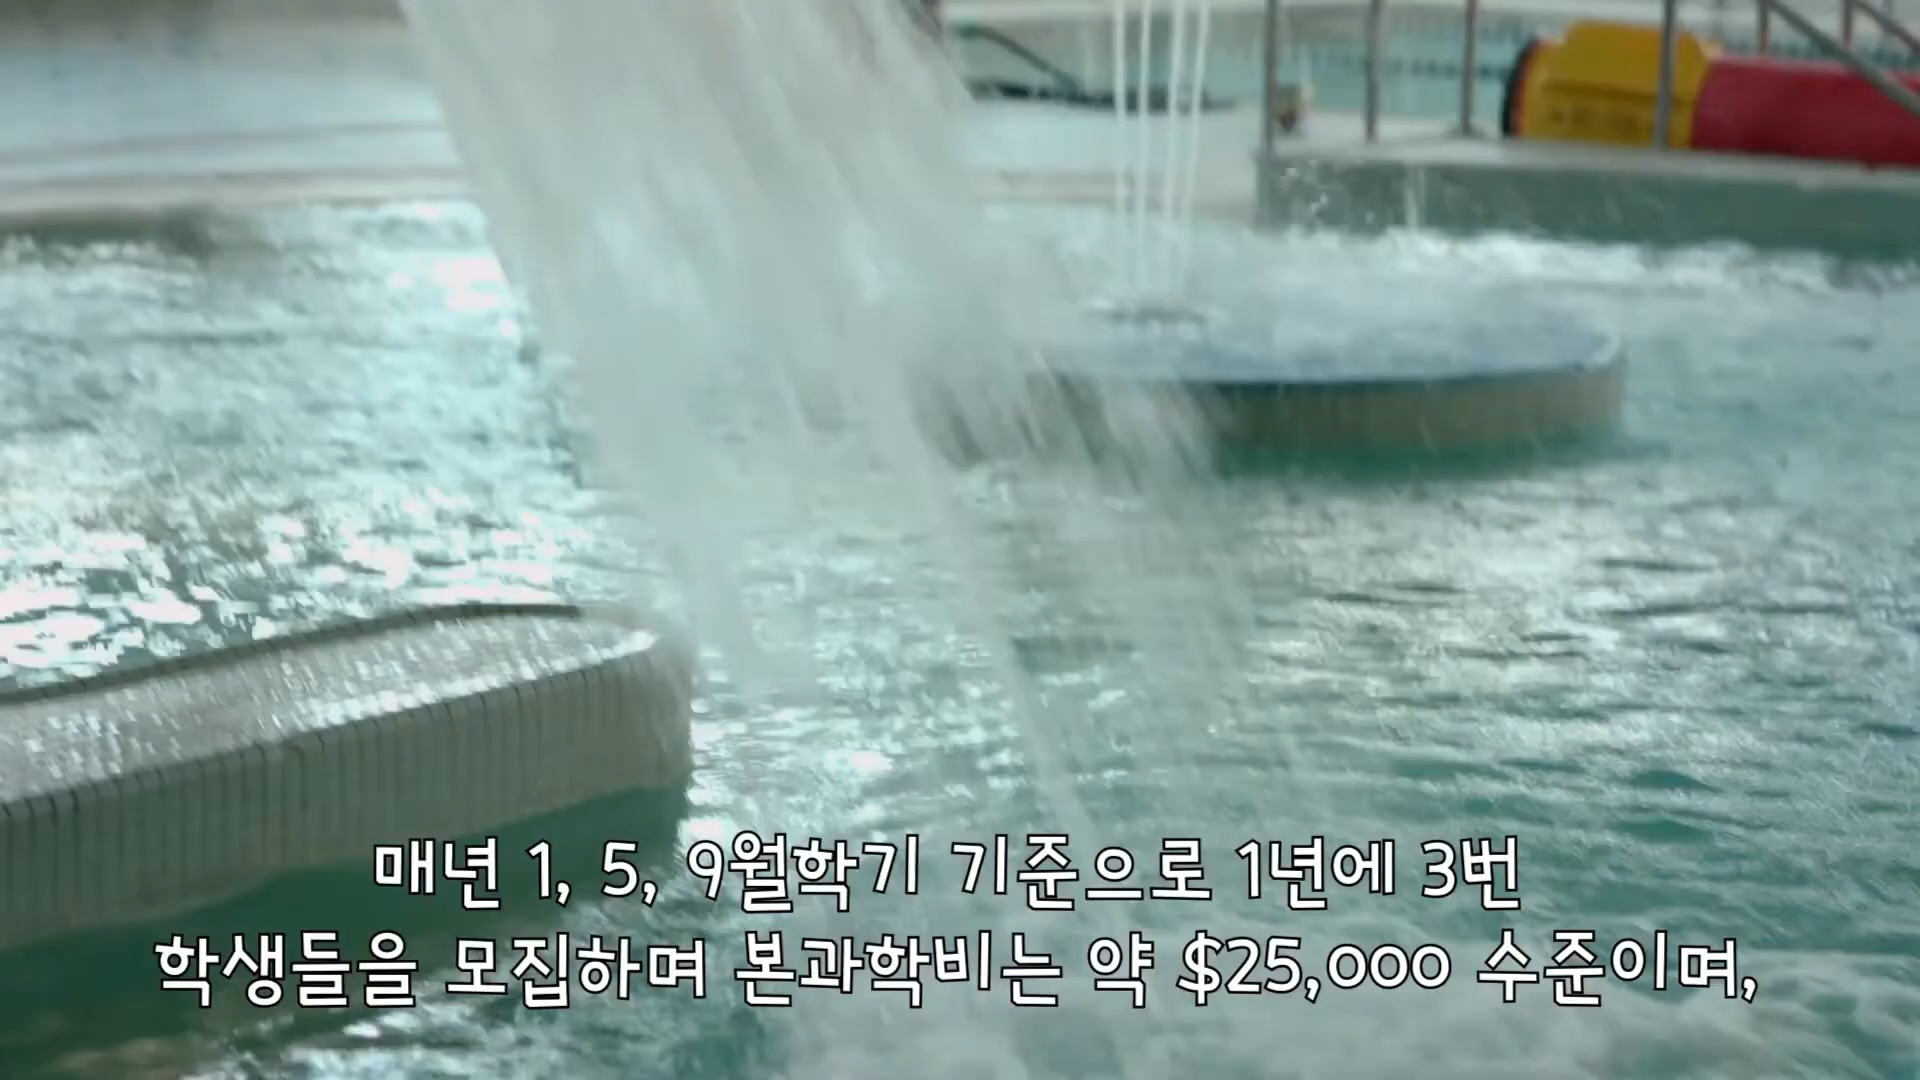 매년 1, 5, 9월학기 기준으로 1년에 3번
학생들을 모집하며 본과학비는 약 $25,000 수준이며,